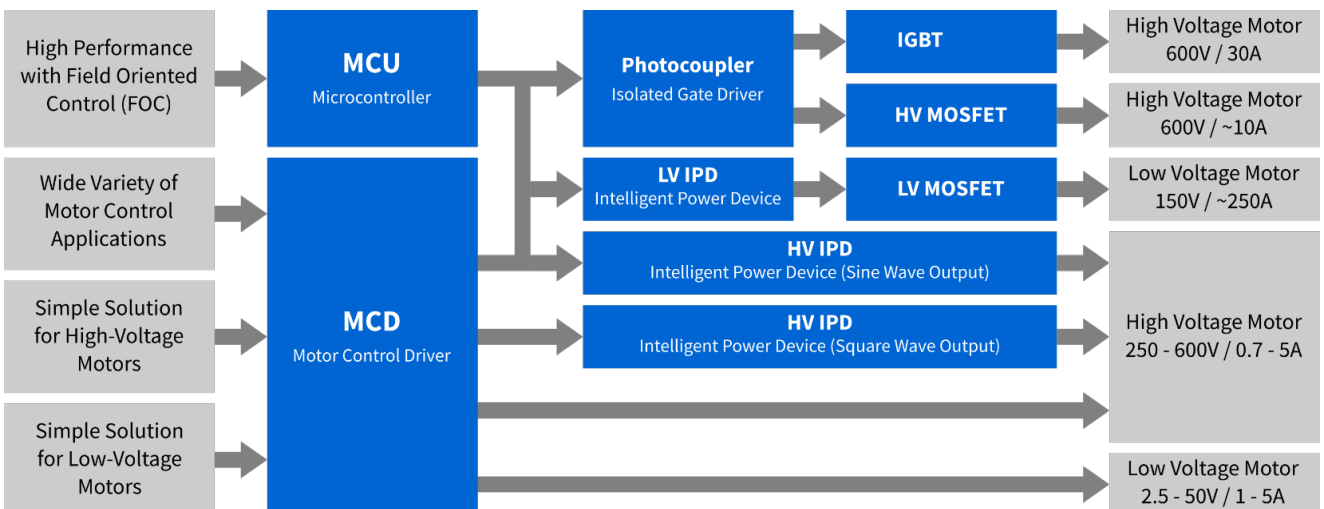 High Performance
with Field Oriented
Control (FOC)
Wide Variety of
Motor Control
Applications
Simple Solution
for High-Voltage
Motors
Simple Solution
for Low-Voltage
Motors
MCU
Microcontroller
MCD
Motor Control Driver
Photocoupler
Isolated Gate Driver
LV IPD
Intelligent Power Device
IGBT
HV MOSFET
LV MOSFET
HV IPD
Intelligent Power Device (Sine Wave Output)
HV IPD
Intelligent Power Device (Square Wave Output)
High Voltage Motor
600V / 30A
High Voltage Motor
600V / ~10A
Low Voltage Motor
150V / ~250A
High Voltage Motor
250 - 600V / 0.7 - 5A
Low Voltage Motor
2.5 - 50V / 1 - 5A